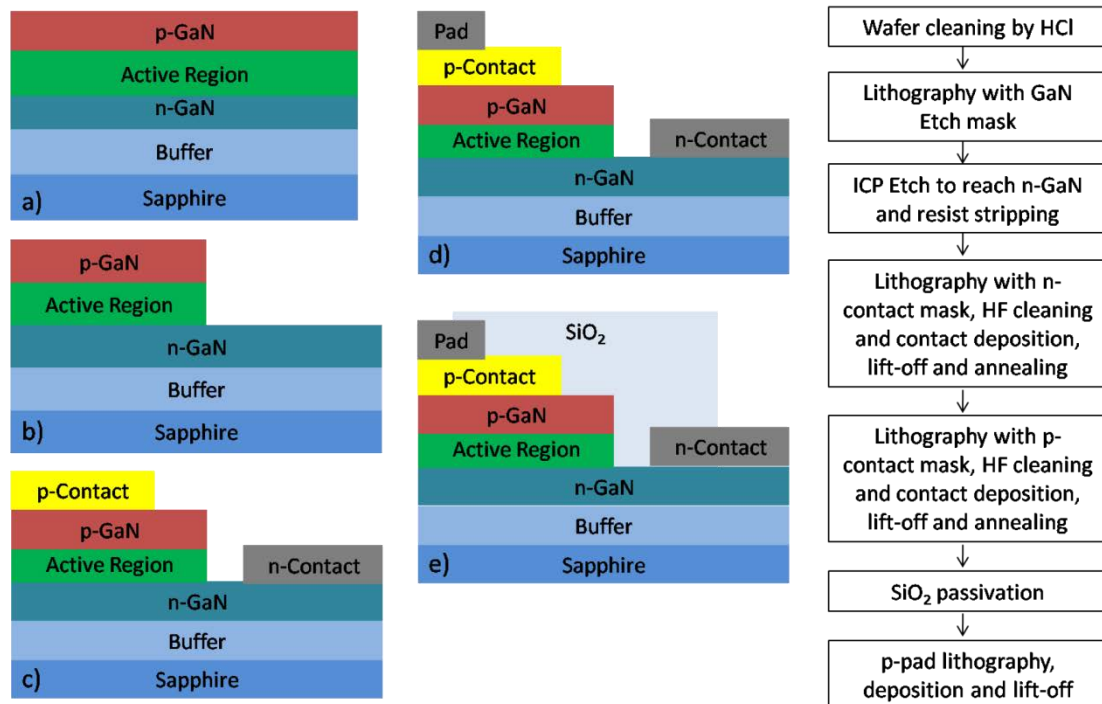 p-GaN
Active Region
n-GaN
Buffer
a)
Sapphire
p-GaN
Active Region
n-GaN
Buffer
b)
Sapphire
p-Contact
p-GaN
Active Region
n-Contact
n-GaN
Buffer
c)
Sapphire
Pad
p-Contact
p-GaN
Active Region
n-Contact
n-GaN
Buffer
d)
Sapphire
SiO₂
Pad
p-Contact
p-GaN
Active Region
n-Contact
n-GaN
Buffer
e)
Sapphire
Wafer cleaning by HCl
Lithography with GaN
Etch mask
ICP Etch to reach n-GaN
and resist stripping
Lithography with n-
contact mask, HF cleaning
and contact deposition,
lift-off and annealing
Lithography with p-
contact mask, HF cleaning
and contact deposition,
lift-off and annealing
SiO₂ passivation
p-pad lithography,
deposition and lift-off